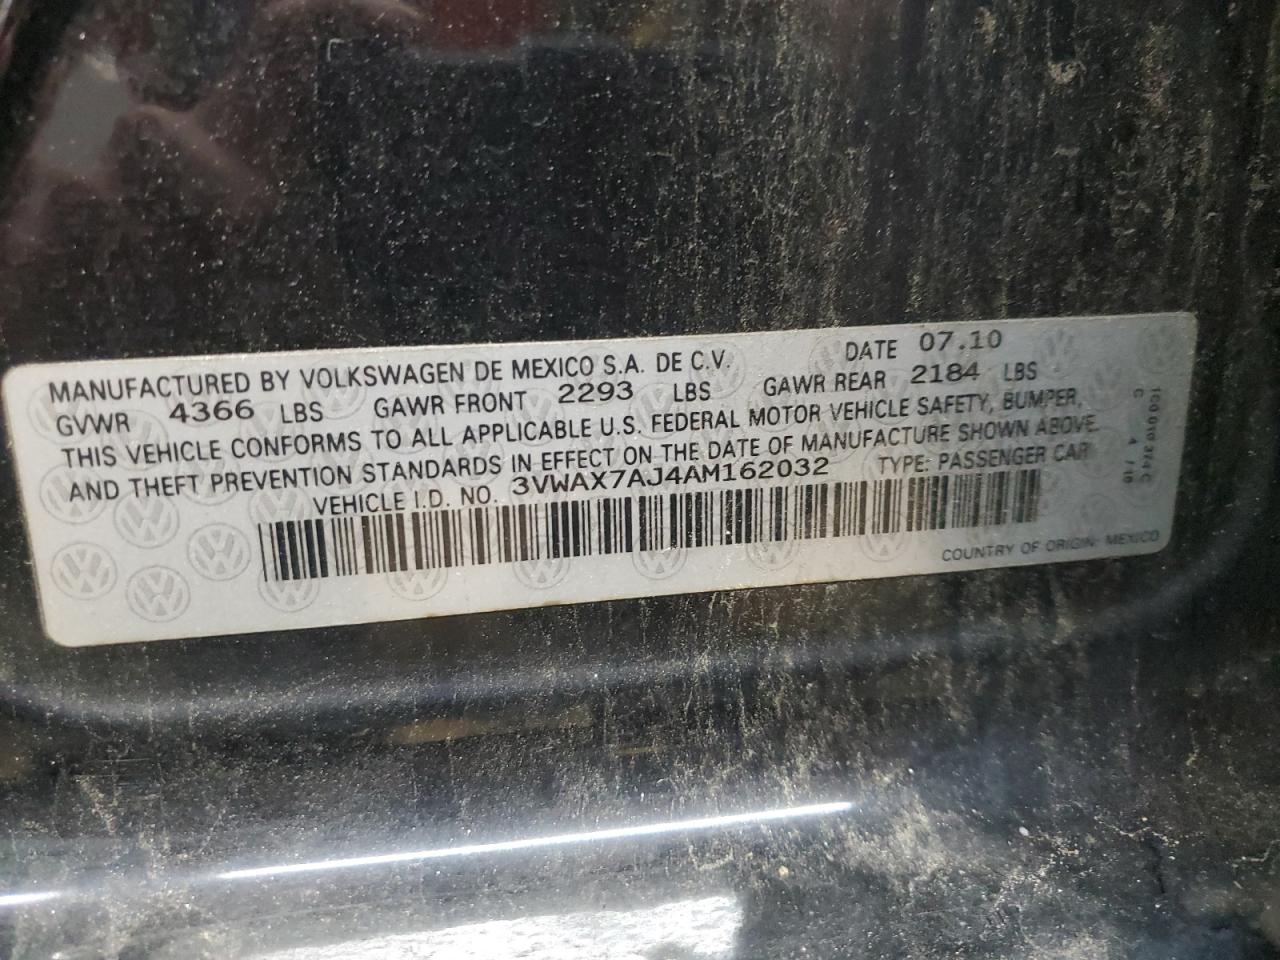 MANUFACTURED BY VOLKSWAGEN DE MEXICO S.A. DE C.V. DATE 07.10
GVWR 4366 LBS GAWR FRONT 2293 LBS GAWR REAR 2184 LBS
THIS VEHICLE CONFORMS TO ALL APPLICABLE U.S. FEDERAL MOTOR VEHICLE SAFETY, BUMPER,
AND THEFT PREVENTION STANDARDS IN EFFECT ON THE DATE OF MANUFACTURE SHOWN ABOVE.
VEHICLE I.D. NO. 3VWAX7AJ4AM162032 TYPE: PASSENGER CAR
COUNTRY OF ORIGIN: MEXICO